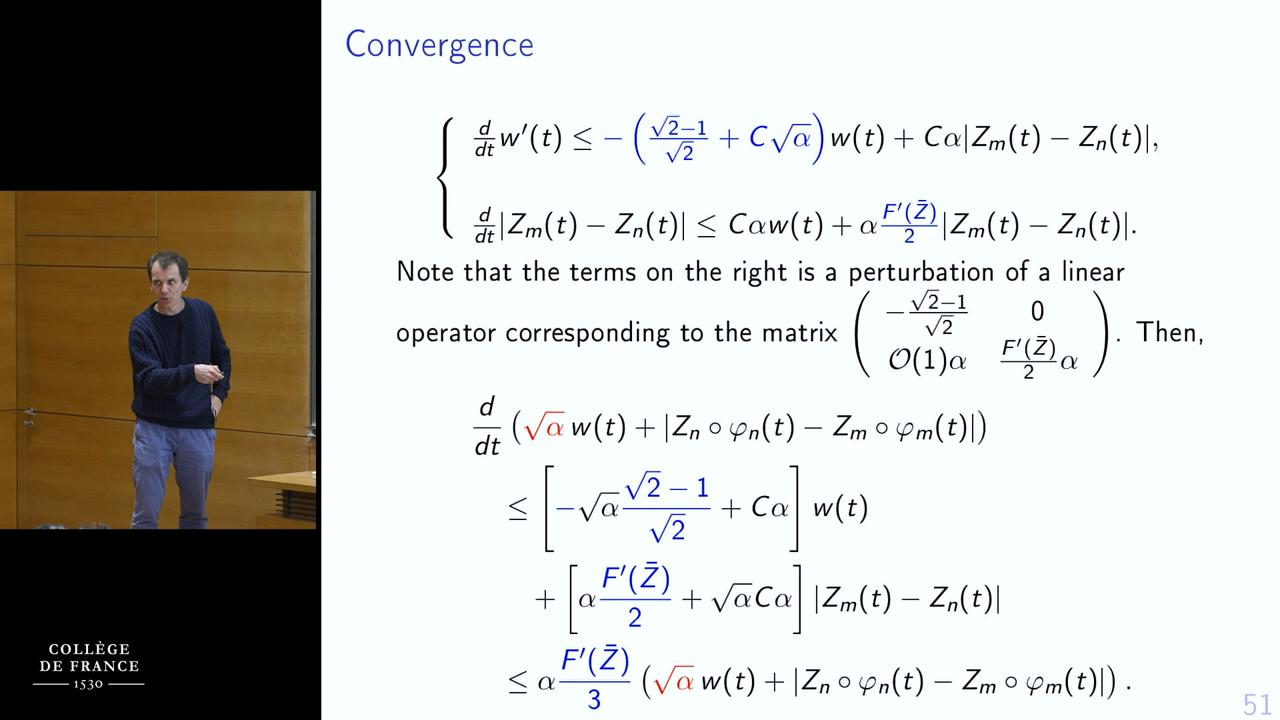 Convergence
d/dt w′(t) ≤ − ( (√2−1)/√2 + C√α ) w(t) + Cα|Z_m(t) − Z_n(t)|,
d/dt |Z_m(t) − Z_n(t)| ≤ Cαw(t) + α F′(Z̄)/2 |Z_m(t) − Z_n(t)|.
Note that the terms on the right is a perturbation of a linear
operator corresponding to the matrix ( −(√2−1)/√2 0 ; O(1)α F′(Z̄)/2 α ). Then,
d/dt ( √α w(t) + |Z_n ∘ φ_n(t) − Z_m ∘ φ_m(t)| )
≤ [ −√α (√2 − 1)/√2 + Cα ] w(t)
+ [ α F′(Z̄)/2 + √αCα ] |Z_m(t) − Z_n(t)|
≤ α F′(Z̄)/3 ( √α w(t) + |Z_n ∘ φ_n(t) − Z_m ∘ φ_m(t)| ) .
COLLÈGE
DE FRANCE
1530
51